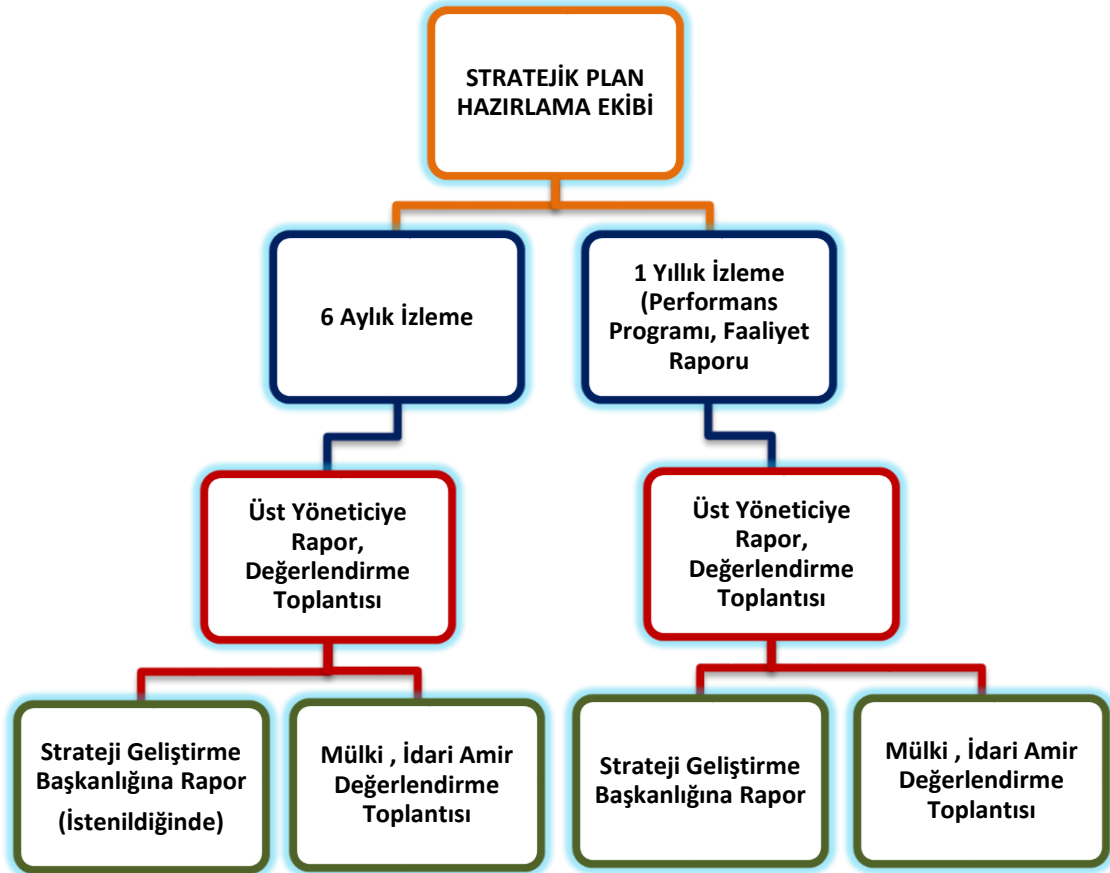 STRATEJİK PLAN
HAZIRLAMA EKİBİ
6 Aylık İzleme
1 Yıllık İzleme
(Performans
Programı, Faaliyet
Raporu
Üst Yöneticiye
Rapor,
Değerlendirme
Toplantısı
Üst Yöneticiye
Rapor,
Değerlendirme
Toplantısı
Strateji Geliştirme
Başkanlığına Rapor
(İstenildiğinde)
Mülki , İdari Amir
Değerlendirme
Toplantısı
Strateji Geliştirme
Başkanlığına Rapor
Mülki , İdari Amir
Değerlendirme
Toplantısı